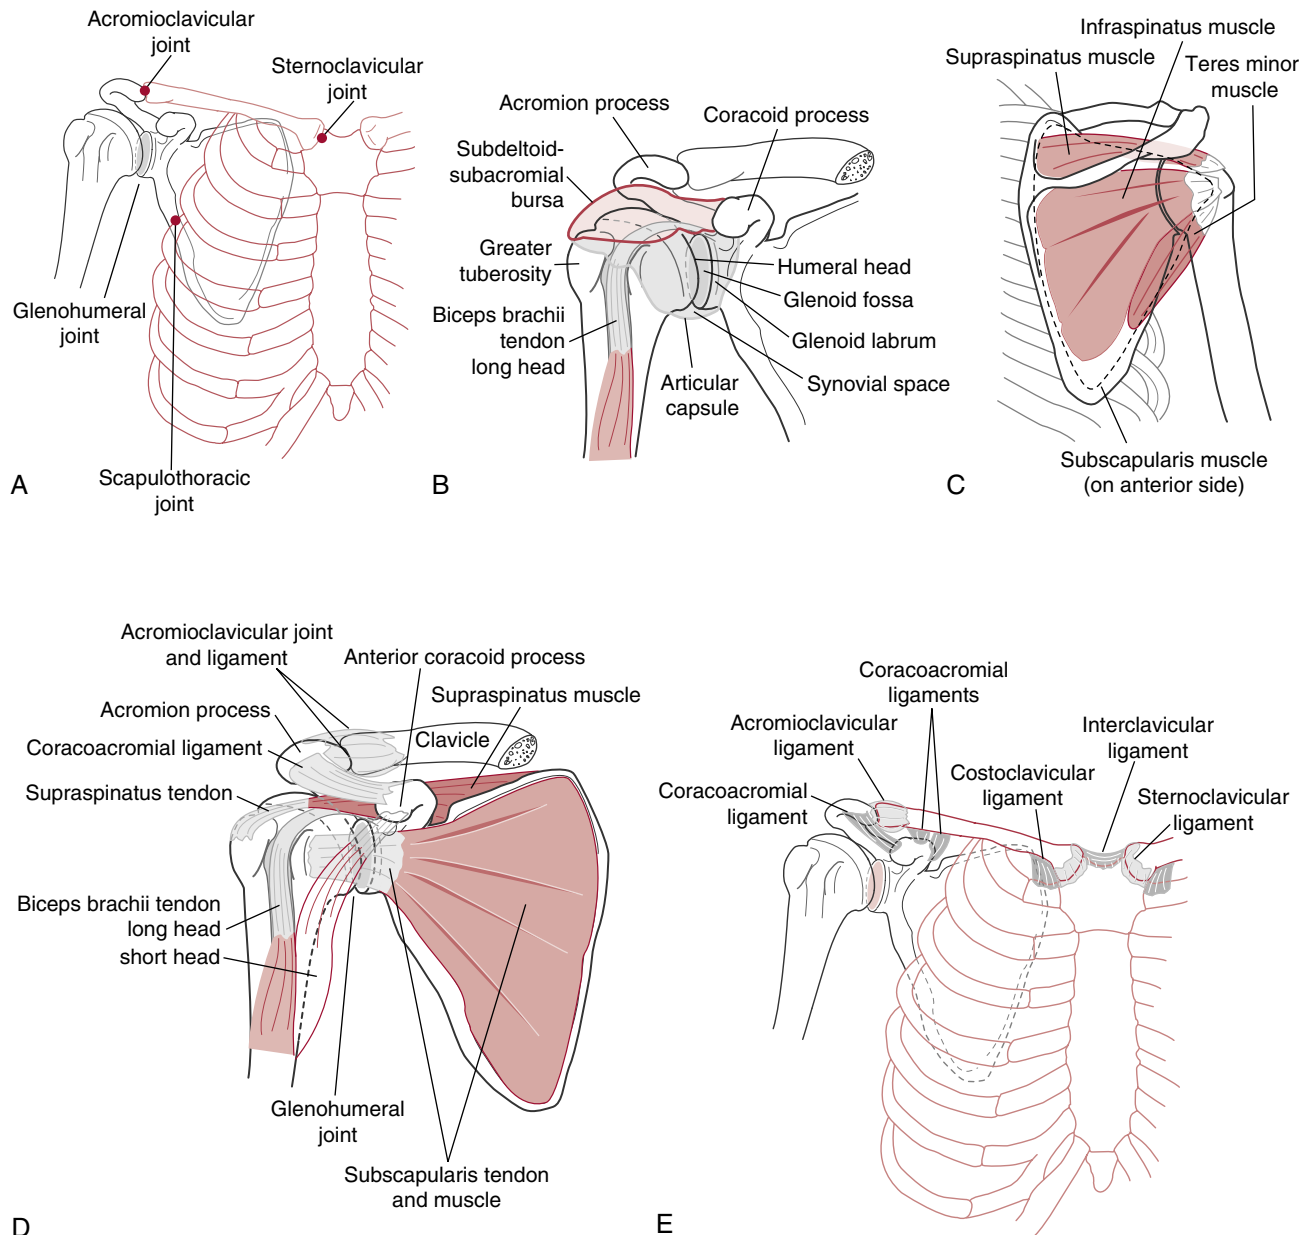 Acromioclavicular
joint
Sternoclavicular
joint
Glenohumeral
joint
Scapulothoracic
joint
A
Acromion process
Coracoid process
Subdeltoid-
subacromial
bursa
Greater
tuberosity
Biceps brachii
tendon
long head
Humeral head
Glenoid fossa
Glenoid labrum
Synovial space
Articular
capsule
B
Infraspinatus muscle
Supraspinatus muscle
Teres minor
muscle
Subscapularis muscle
(on anterior side)
C
Acromioclavicular joint
and ligament
Anterior coracoid process
Supraspinatus muscle
Acromion process
Clavicle
Coracoacromial ligament
Supraspinatus tendon
Biceps brachii tendon
long head
short head
Glenohumeral
joint
Subscapularis tendon
and muscle
D
Coracoacromial
ligaments
Acromioclavicular
ligament
Interclavicular
ligament
Costoclavicular
ligament
Coracoacromial
ligament
Sternoclavicular
ligament
E